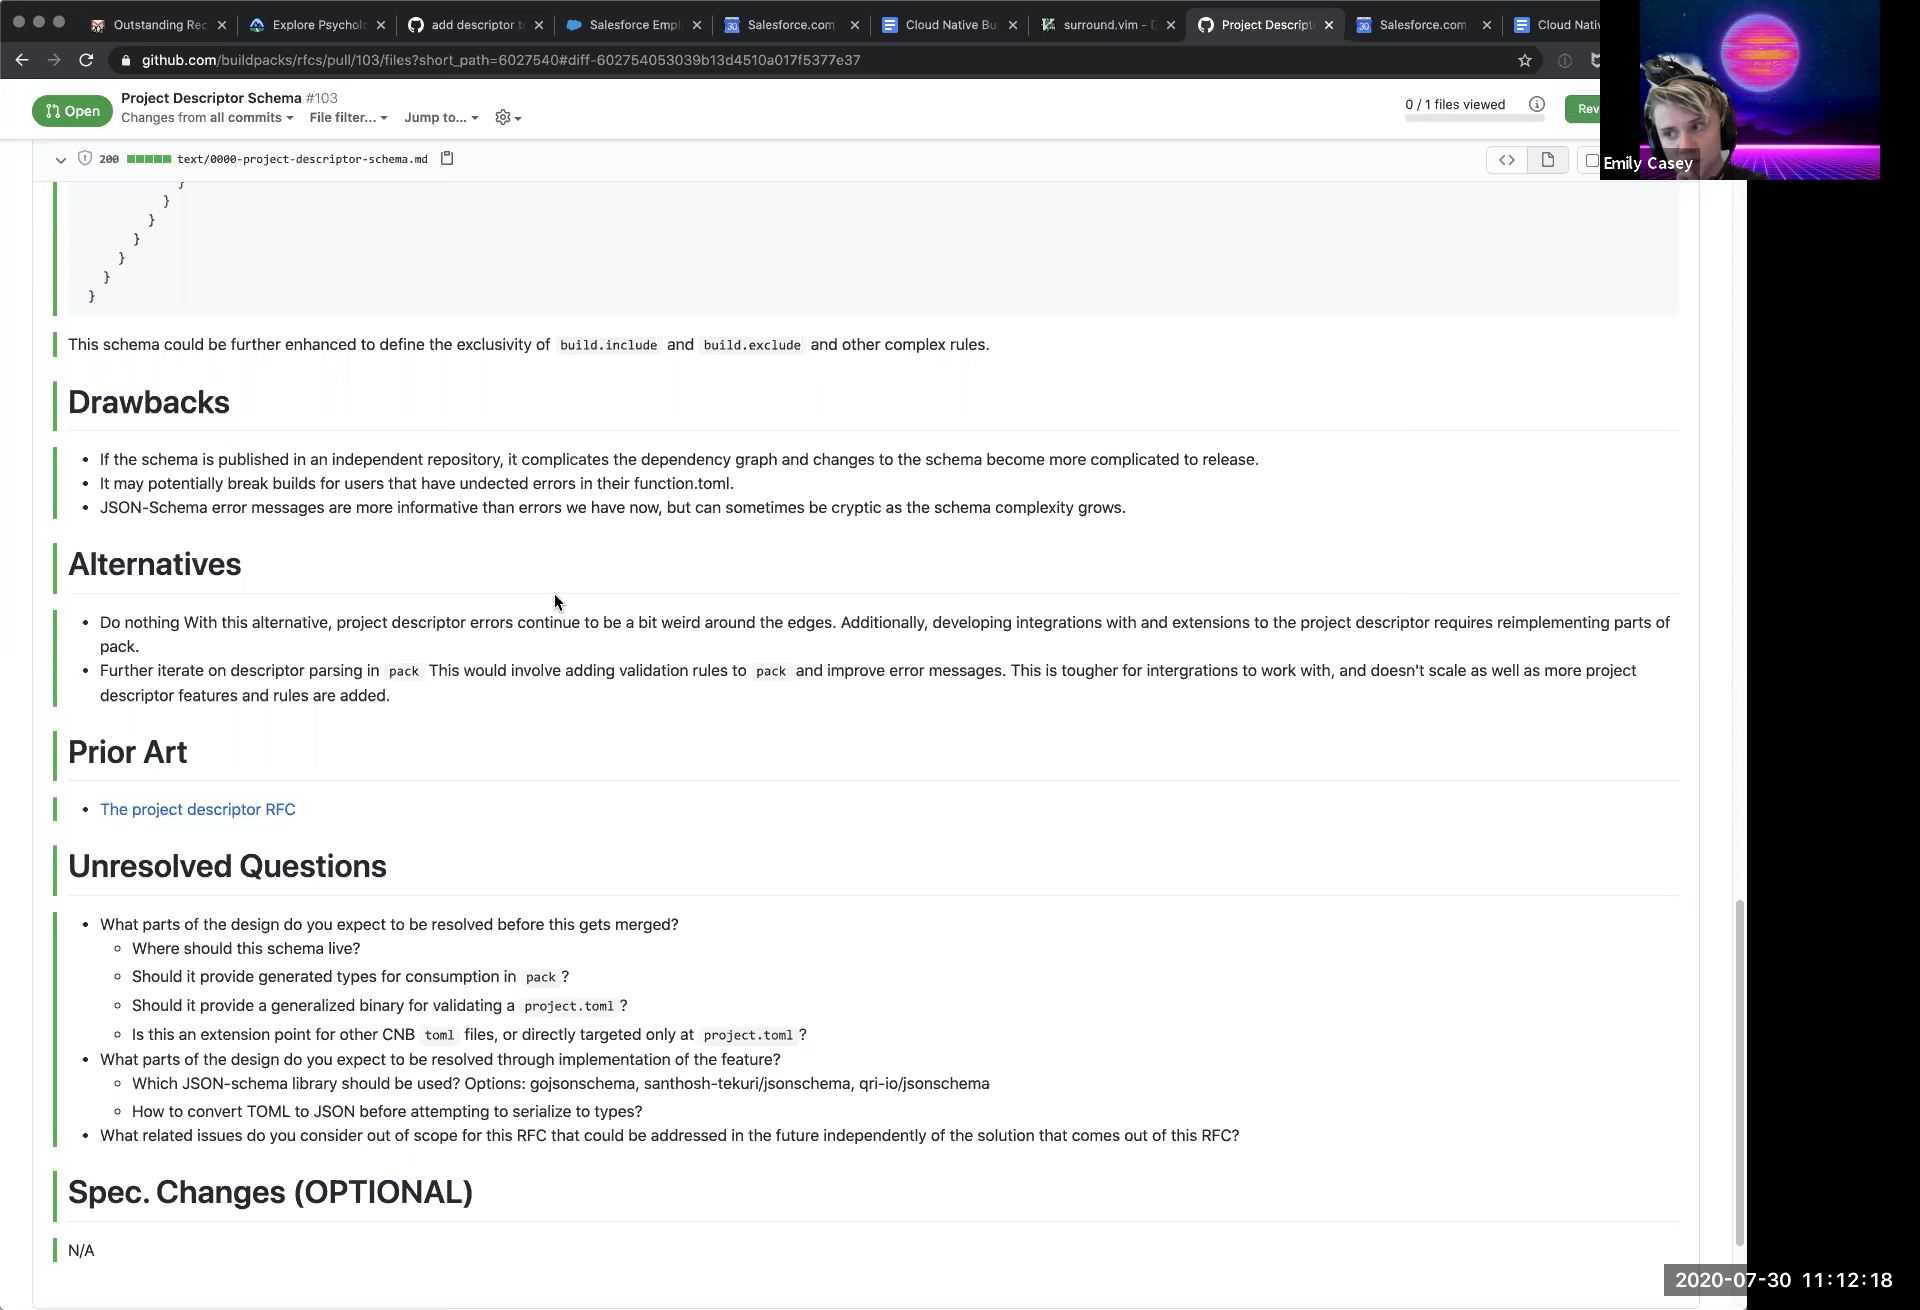 Outstanding Rec
Explore Psychol
add descriptor t
Salesforce Empl
Salesforce.com
Cloud Native Bu
surround.vim -
Project Descript
Salesforce.com
Cloud Nati
github.com/buildpacks/rfcs/pull/103/files?short_path=6027540#diff-602754053039b13d4510a017f5377e37
Open
Project Descriptor Schema #103
Changes from all commits
File filter...
Jump to...
0 / 1 files viewed
Rev
Emily Casey
200
text/0000-project-descriptor-schema.md
}
}
}
}
}
}
}
This schema could be further enhanced to define the exclusivity of build.include and build.exclude and other complex rules.
Drawbacks
• If the schema is published in an independent repository, it complicates the dependency graph and changes to the schema become more complicated to release.
• It may potentially break builds for users that have undected errors in their function.toml.
• JSON-Schema error messages are more informative than errors we have now, but can sometimes be cryptic as the schema complexity grows.
Alternatives
• Do nothing With this alternative, project descriptor errors continue to be a bit weird around the edges. Additionally, developing integrations with and extensions to the project descriptor requires reimplementing parts of
pack.
• Further iterate on descriptor parsing in pack This would involve adding validation rules to pack and improve error messages. This is tougher for intergrations to work with, and doesn't scale as well as more project
descriptor features and rules are added.
Prior Art
• The project descriptor RFC
Unresolved Questions
• What parts of the design do you expect to be resolved before this gets merged?
◦ Where should this schema live?
◦ Should it provide generated types for consumption in pack ?
◦ Should it provide a generalized binary for validating a project.toml ?
◦ Is this an extension point for other CNB toml files, or directly targeted only at project.toml ?
• What parts of the design do you expect to be resolved through implementation of the feature?
◦ Which JSON-schema library should be used? Options: gojsonschema, santhosh-tekuri/jsonschema, qri-io/jsonschema
◦ How to convert TOML to JSON before attempting to serialize to types?
• What related issues do you consider out of scope for this RFC that could be addressed in the future independently of the solution that comes out of this RFC?
Spec. Changes (OPTIONAL)
N/A
2020-07-30 11:12:18